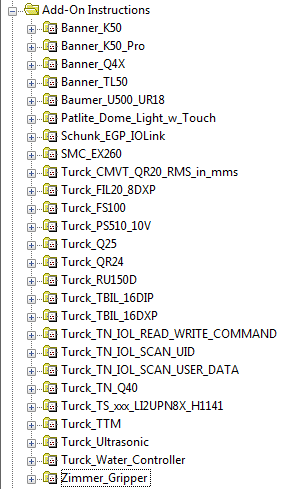 Add-On Instructions
Banner_K50
Banner_K50_Pro
Banner_Q4X
Banner_TL50
Baumer_U500_UR18
Patlite_Dome_Light_w_Touch
Schunk_EGP_IOLink
SMC_EX260
Turck_CMVT_QR20_RMS_in_mms
Turck_FIL20_8DXP
Turck_FS100
Turck_PS510_10V
Turck_Q25
Turck_QR24
Turck_RU150D
Turck_TBIL_16DIP
Turck_TBIL_16DXP
Turck_TN_IOL_READ_WRITE_COMMAND
Turck_TN_IOL_SCAN_UID
Turck_TN_IOL_SCAN_USER_DATA
Turck_TN_Q40
Turck_TS_xxx_LI2UPN8X_H1141
Turck_TTM
Turck_Ultrasonic
Turck_Water_Controller
Zimmer_Gripper